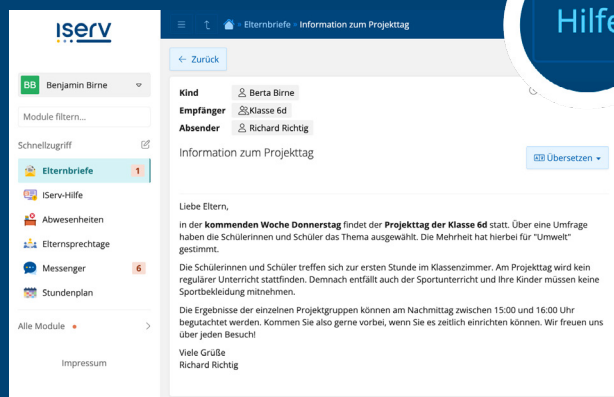 ISerV
Hilfe
Elternbriefe » Information zum Projekttag
← Zurück
BB Benjamin Birne
Module filtern...
Schnellzugriff
Elternbriefe 1
IServ-Hilfe
Abwesenheiten
Elternsprechtage
Messenger 6
Stundenplan
Alle Module
Impressum
Kind Berta Birne
Empfänger Klasse 6d
Absender Richard Richtig
Information zum Projekttag
Übersetzen
Liebe Eltern,
in der kommenden Woche Donnerstag findet der Projekttag der Klasse 6d statt. Über eine Umfrage
haben die Schülerinnen und Schüler das Thema ausgewählt. Die Mehrheit hat hierbei für "Umwelt"
gestimmt.
Die Schülerinnen und Schüler treffen sich zur ersten Stunde im Klassenzimmer. Am Projekttag wird kein
regulärer Unterricht stattfinden. Demnach entfällt auch der Sportunterricht und Ihre Kinder müssen keine
Sportbekleidung mitnehmen.
Die Ergebnisse der einzelnen Projektgruppen können am Nachmittag zwischen 15:00 und 16:00 Uhr
begutachtet werden. Kommen Sie also gerne vorbei, wenn Sie es zeitlich einrichten können. Wir freuen uns
über jeden Besuch!
Viele Grüße
Richard Richtig